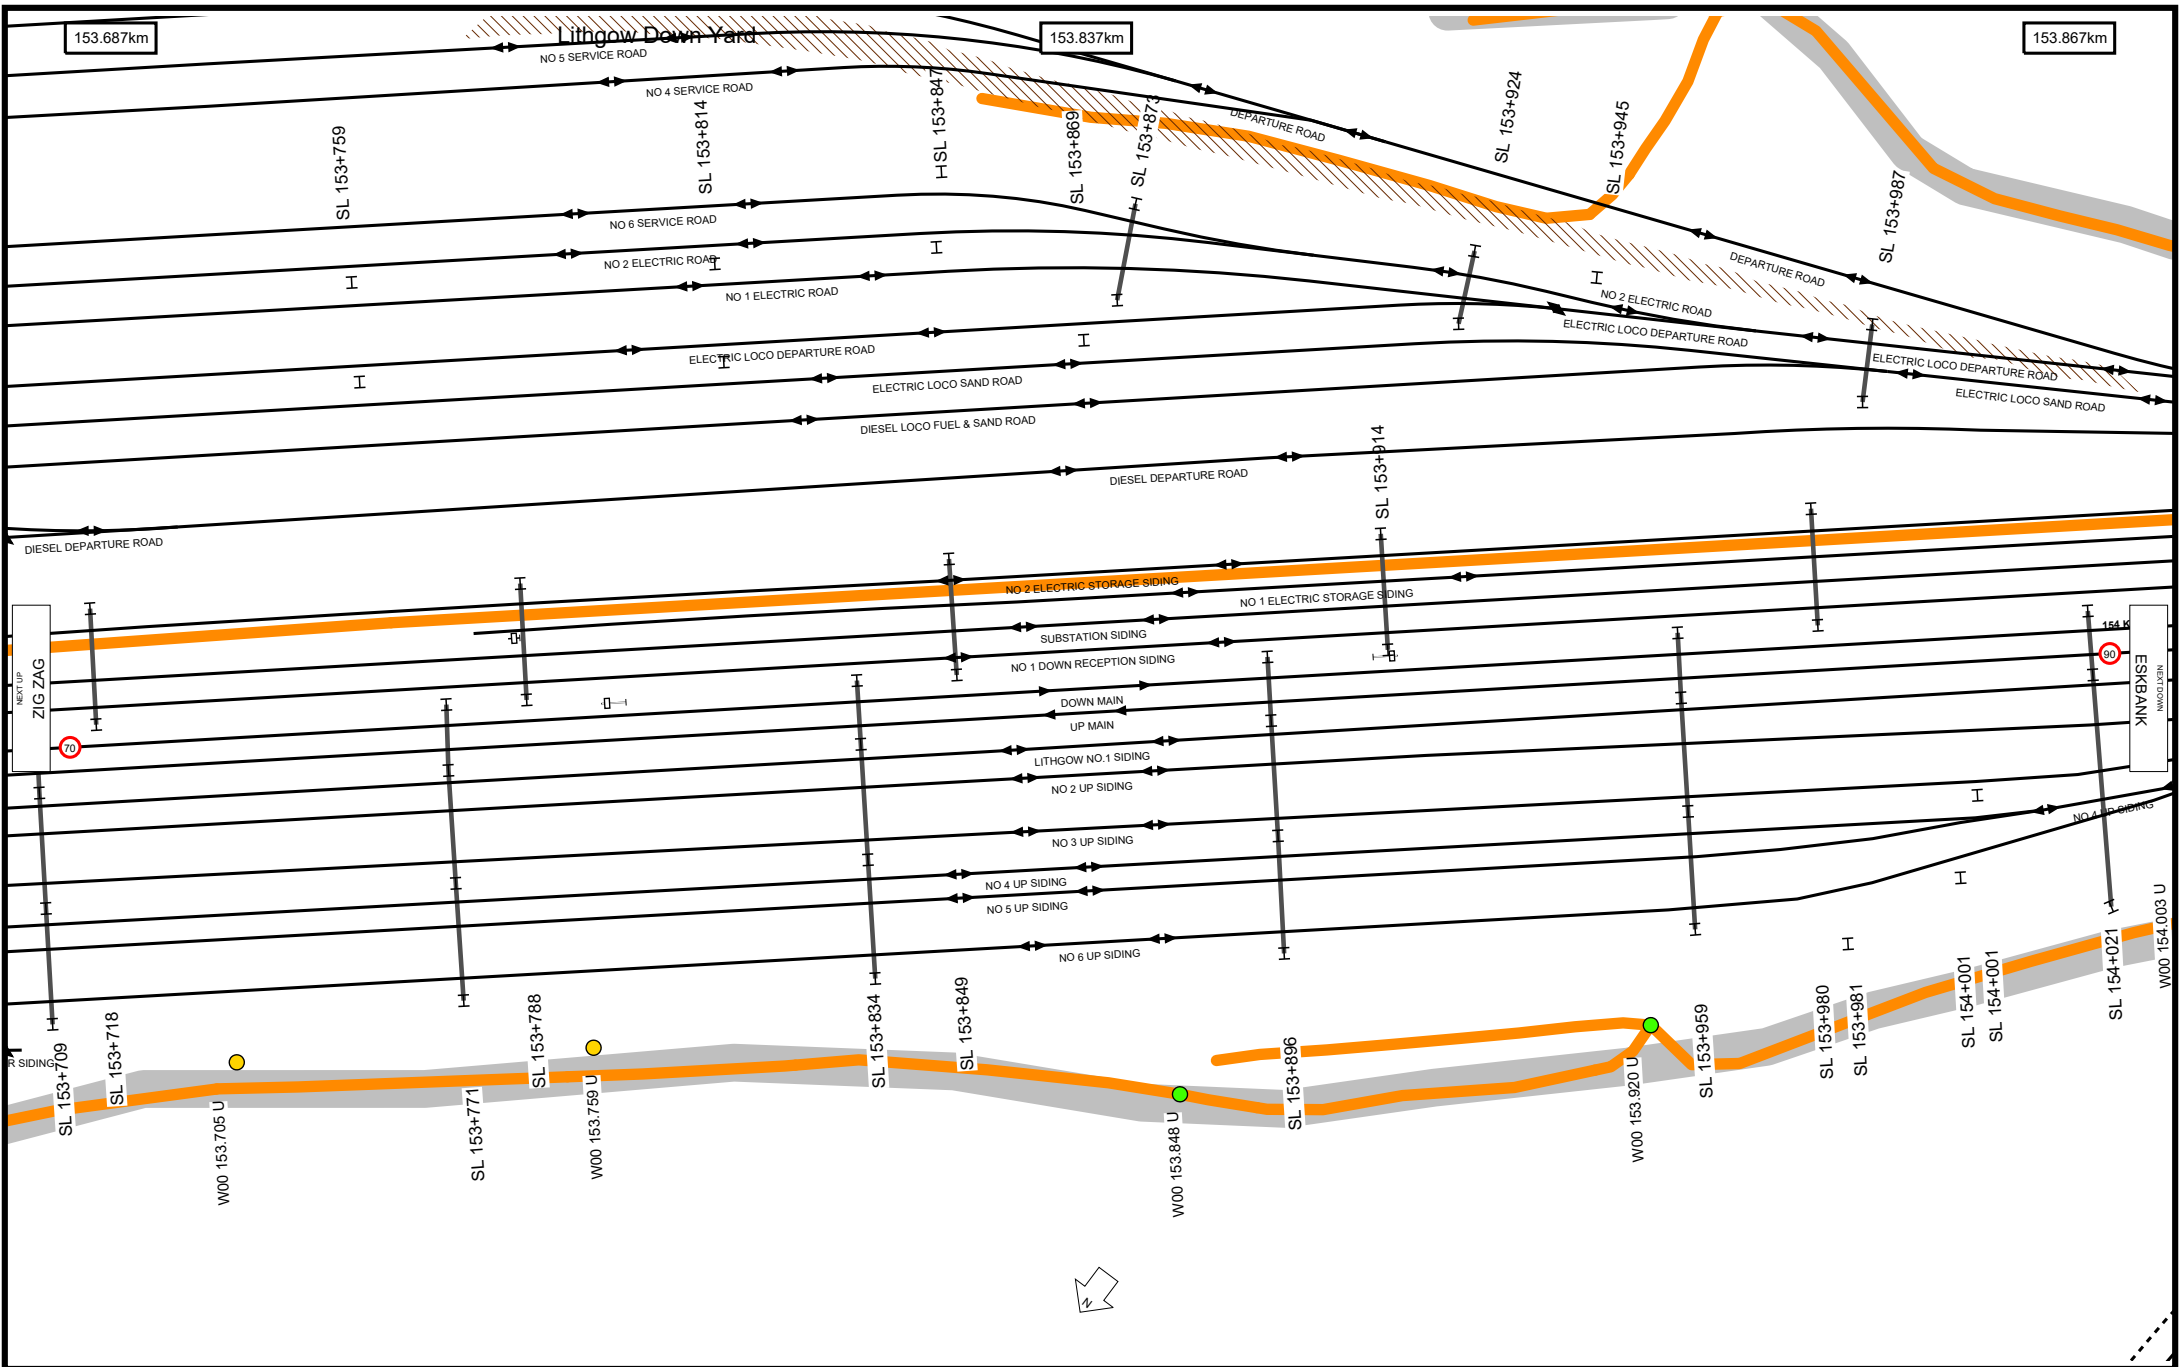 153.687km
Lithgow Down Yard
153.837km
153.867km
NO 5 SERVICE ROAD
NO 4 SERVICE ROAD
DEPARTURE ROAD
SL 153+759
SL 153+814
HSL 153+847
SL 153+869
SL 153+873
SL 153+924
SL 153+945
SL 153+987
NO 6 SERVICE ROAD
NO 2 ELECTRIC ROAD
NO 1 ELECTRIC ROAD
DEPARTURE ROAD
NO 2 ELECTRIC ROAD
ELECTRIC LOCO DEPARTURE ROAD
ELECTRIC LOCO DEPARTURE ROAD
ELECTRIC LOCO DEPARTURE ROAD
ELECTRIC LOCO SAND ROAD
ELECTRIC LOCO SAND ROAD
DIESEL LOCO FUEL & SAND ROAD
SL 153+914
DIESEL DEPARTURE ROAD
DIESEL DEPARTURE ROAD
NO 2 ELECTRIC STORAGE SIDING
NO 1 ELECTRIC STORAGE SIDING
SUBSTATION SIDING
NO 1 DOWN RECEPTION SIDING
154 K
90
NEXT UP
ZIG ZAG
ESKBANK
NEXT DOWN
70
DOWN MAIN
UP MAIN
LITHGOW NO.1 SIDING
NO 2 UP SIDING
NO 3 UP SIDING
NO 4 UP SIDING
NO 4 UP SIDING
NO 5 UP SIDING
NO 6 UP SIDING
R SIDING
SL 153+709
SL 153+718
SL 153+771
SL 153+788
SL 153+834
SL 153+849
SL 153+896
SL 153+959
SL 153+980
SL 153+981
SL 154+001
SL 154+001
SL 154+021
W00 154.003 U
W00 153.705 U
W00 153.759 U
W00 153.848 U
W00 153.920 U
N